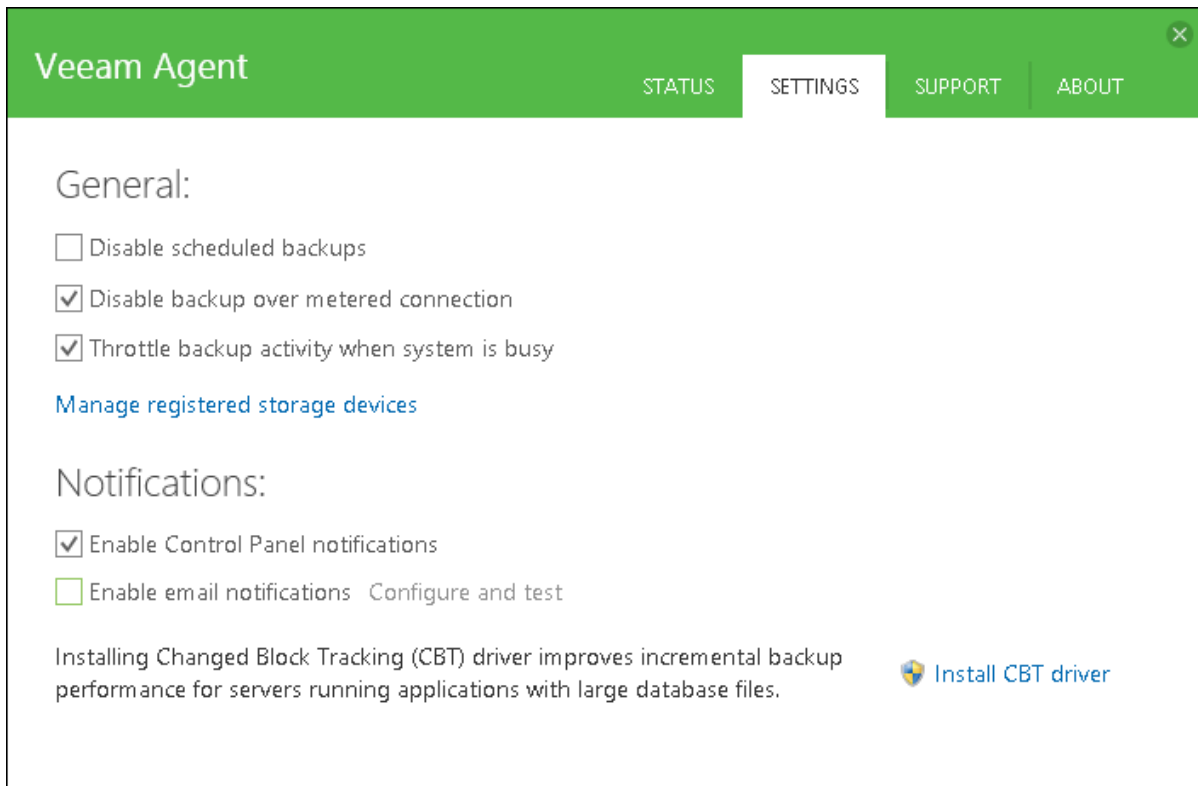 Veeam Agent
STATUS
SETTINGS
SUPPORT
ABOUT
General:
Disable scheduled backups
Disable backup over metered connection
Throttle backup activity when system is busy
Manage registered storage devices
Notifications:
Enable Control Panel notifications
Enable email notifications Configure and test
Installing Changed Block Tracking (CBT) driver improves incremental backup
performance for servers running applications with large database files.
Install CBT driver